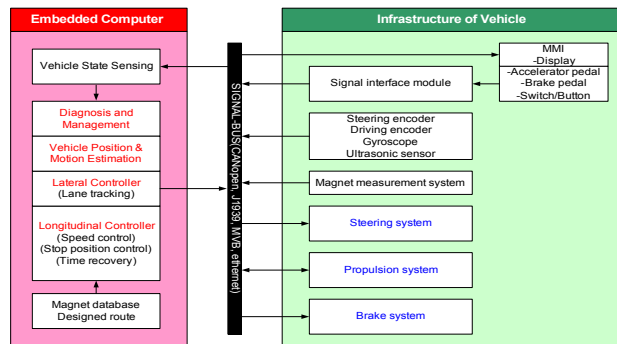 Embedded Computer
Vehicle State Sensing
Diagnosis and
Management
Vehicle Position &
Motion Estimation
Lateral Controller
(Lane tracking)
Longitudinal Controller
(Speed control)
(Stop position control)
(Time recovery)
Magnet database
Designed route
SIGNAL-BUS(CANopen, J1939, MVB, ethernet)
Infrastructure of Vehicle
MMI
-Display
-Accelerator pedal
-Brake pedal
-Switch/Button
Signal interface module
Steering encoder
Driving encoder
Gyroscope
Ultrasonic sensor
Magnet measurement system
Steering system
Propulsion system
Brake system